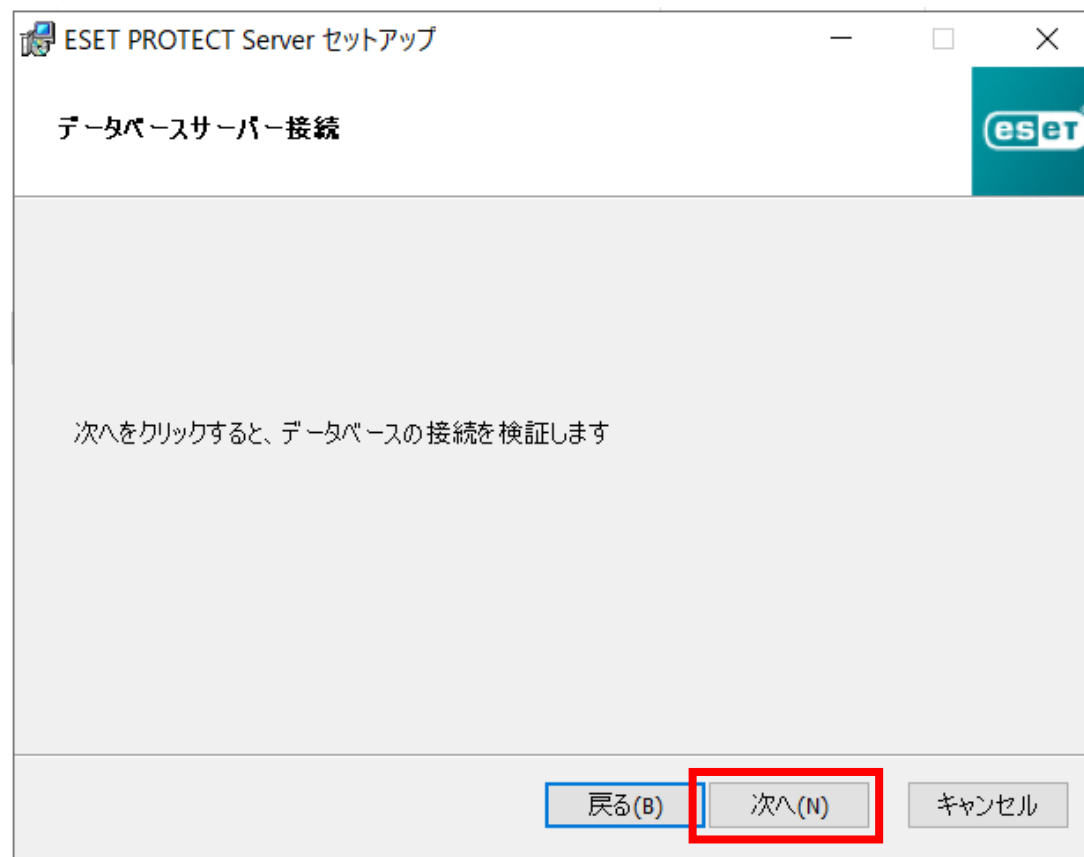 ESET PROTECT Server セットアップ
データベースサーバー接続
eseT
次へをクリックすると、データベースの接続を検証します
戻る(B)
次へ(N)
キャンセル